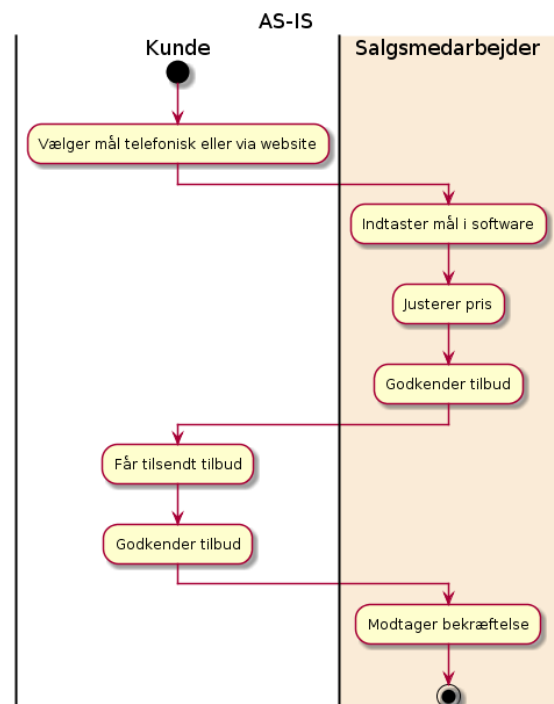 AS-IS
Kunde
Salgsmedarbejder
Vælger mål telefonisk eller via website
Indtaster mål i software
Justerer pris
Godkender tilbud
Får tilsendt tilbud
Godkender tilbud
Modtager bekræftelse